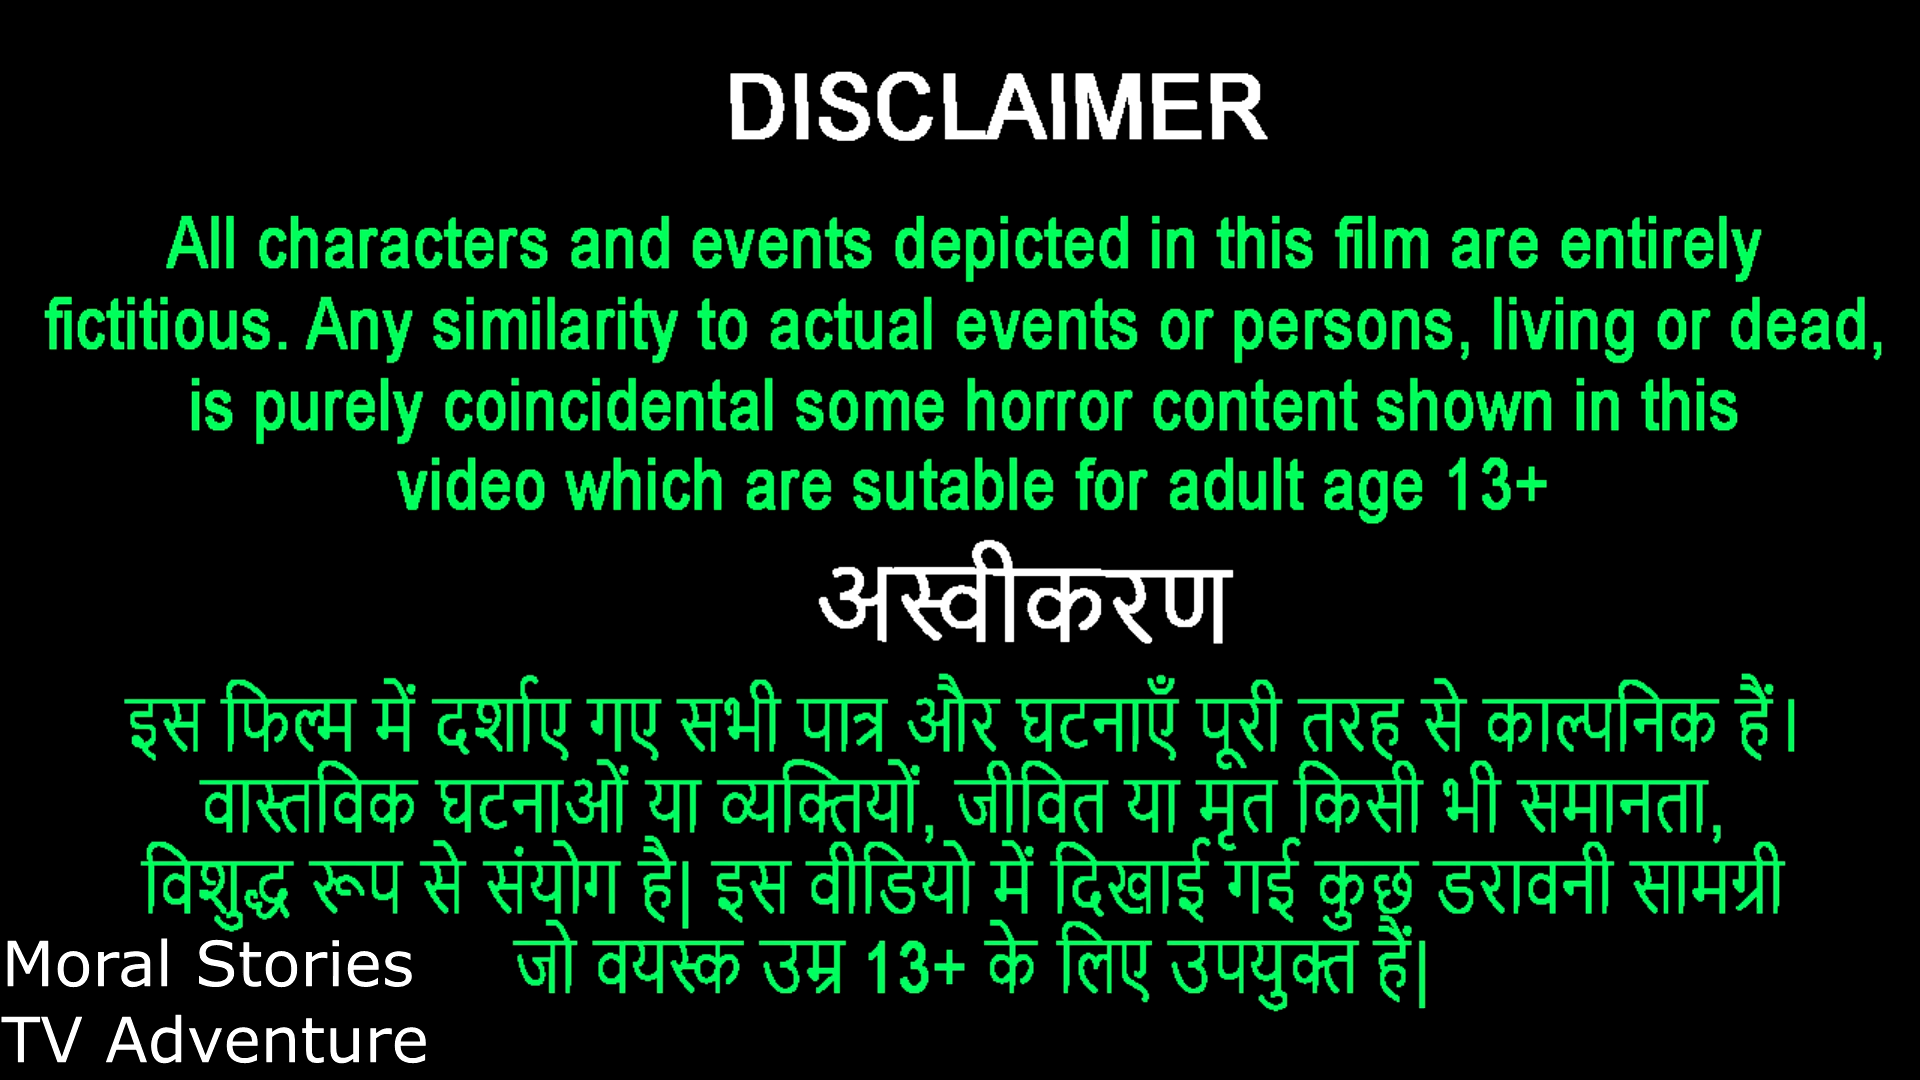 DISCLAIMER
All characters and events depicted in this film are entirely
fictitious. Any similarity to actual events or persons, living or dead,
is purely coincidental some horror content shown in this
video which are sutable for adult age 13+
अस्वीकरण
इस फिल्म में दर्शाए गए सभी पात्र और घटनाएँ पूरी तरह से काल्पनिक हैं।
वास्तविक घटनाओं या व्यक्तियों, जीवित या मृत किसी भी समानता,
विशुद्ध रूप से संयोग है| इस वीडियो में दिखाई गई कुछ डरावनी सामग्री
जो वयस्क उम्र 13+ के लिए उपयुक्त हैं|
Moral Stories
TV Adventure